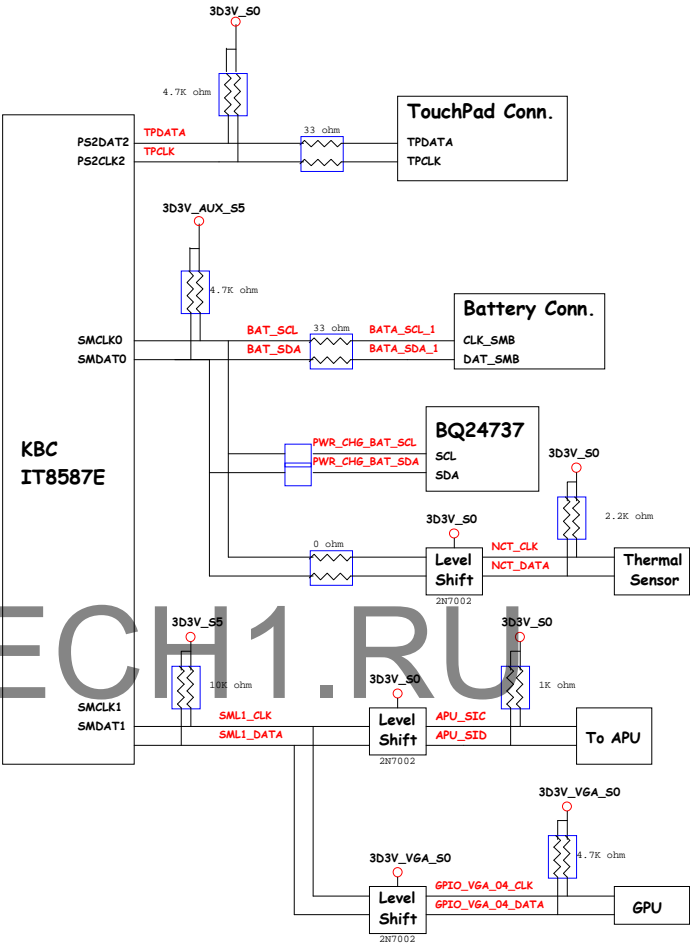 3D3V_S0
4.7K ohm
TouchPad Conn.
TPDATA
33 ohm
PS2DAT2
TPDATA
TPCLK
PS2CLK2
TPCLK
3D3V_AUX_S5
4.7K ohm
Battery Conn.
BAT_SCL
33 ohm
BATA_SCL_1
SMCLK0
CLK_SMB
BAT_SDA
BATA_SDA_1
SMDAT0
DAT_SMB
KBC
IT8587E
BQ24737
PWR_CHG_BAT_SCL
SCL
PWR_CHG_BAT_SDA
SDA
3D3V_S0
2.2K ohm
3D3V_S0
0 ohm
NCT_CLK
Level
Shift
NCT_DATA
Thermal
Sensor
2N7002
ECH1.RU
3D3V_S5
3D3V_S0
10K ohm
3D3V_S0
1K ohm
SMCLK1
SML1_CLK
Level
Shift
APU_SIC
SMDAT1
SML1_DATA
APU_SID
To APU
2N7002
3D3V_VGA_S0
4.7K ohm
3D3V_VGA_S0
GPIO_VGA_04_CLK
Level
Shift
GPIO_VGA_04_DATA
GPU
2N7002